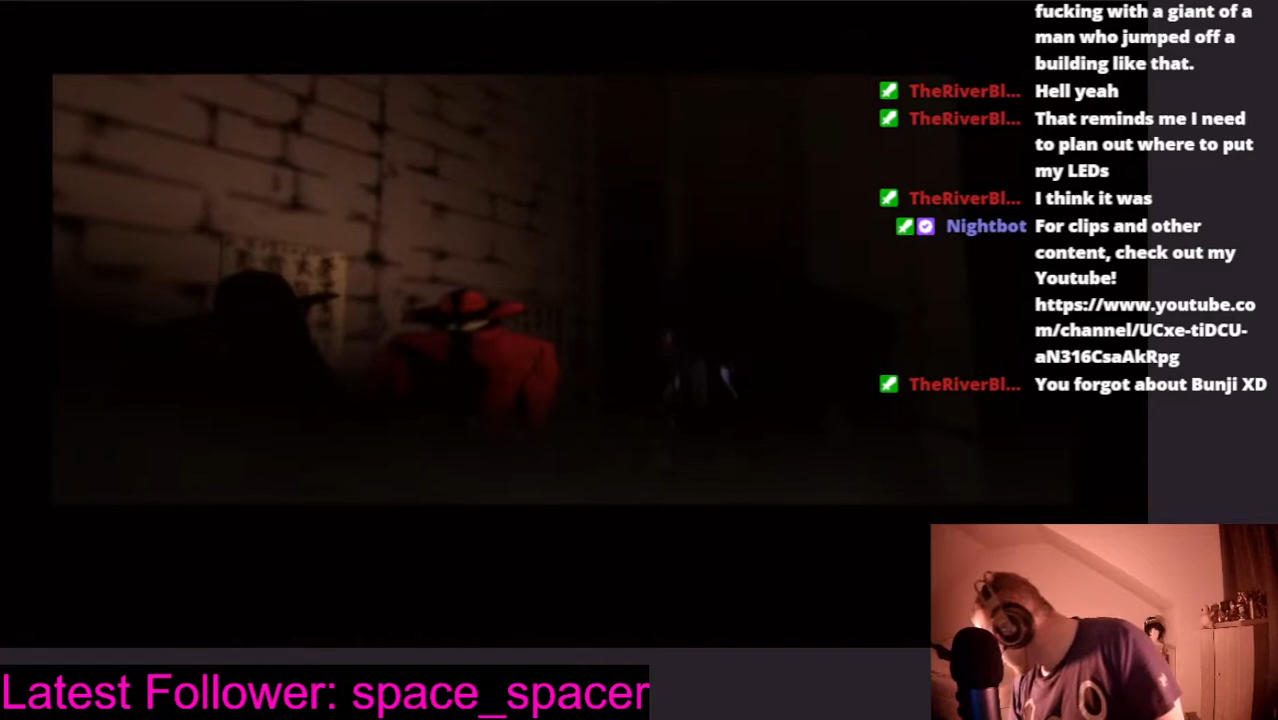 fucking with a giant of a
man who jumped off a
building like that.
TheRiverBl... Hell yeah
TheRiverBl... That reminds me I need
to plan out where to put
my LEDs
TheRiverBl... I think it was
Nightbot For clips and other
content, check out my
Youtube!
https://www.youtube.co
m/channel/UCxe-tiDCU-
aN316CsaAkRpg
TheRiverBl... You forgot about Bunji XD
Latest Follower: space_spacer